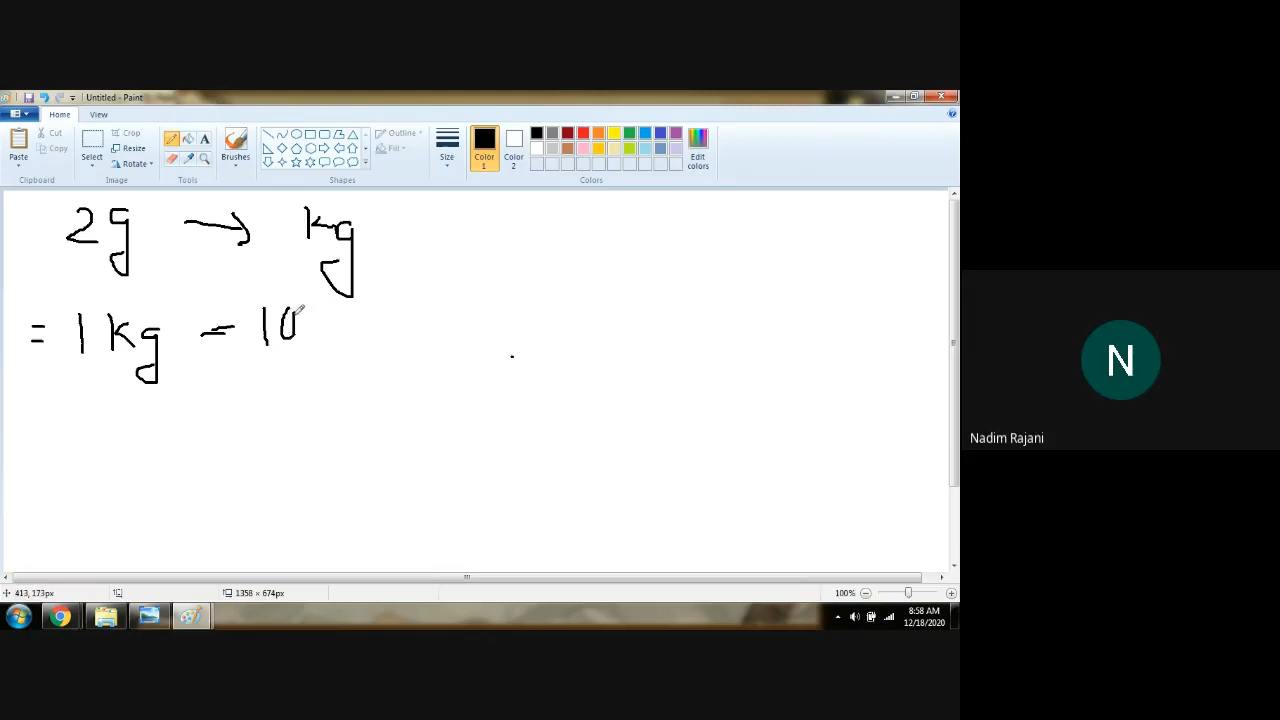 Untitled - Paint
Home
View
Paste
Cut
Copy
Clipboard
Select
Crop
Resize
Rotate
Image
A
Tools
Brushes
Shapes
Outline
Fill
Size
Color
1
Color
2
Edit
colors
Colors
2g → kg
= 1 kg = 10
N
Nadim Rajani
413, 173px
1358 × 674px
100%
8:58 AM
12/18/2020